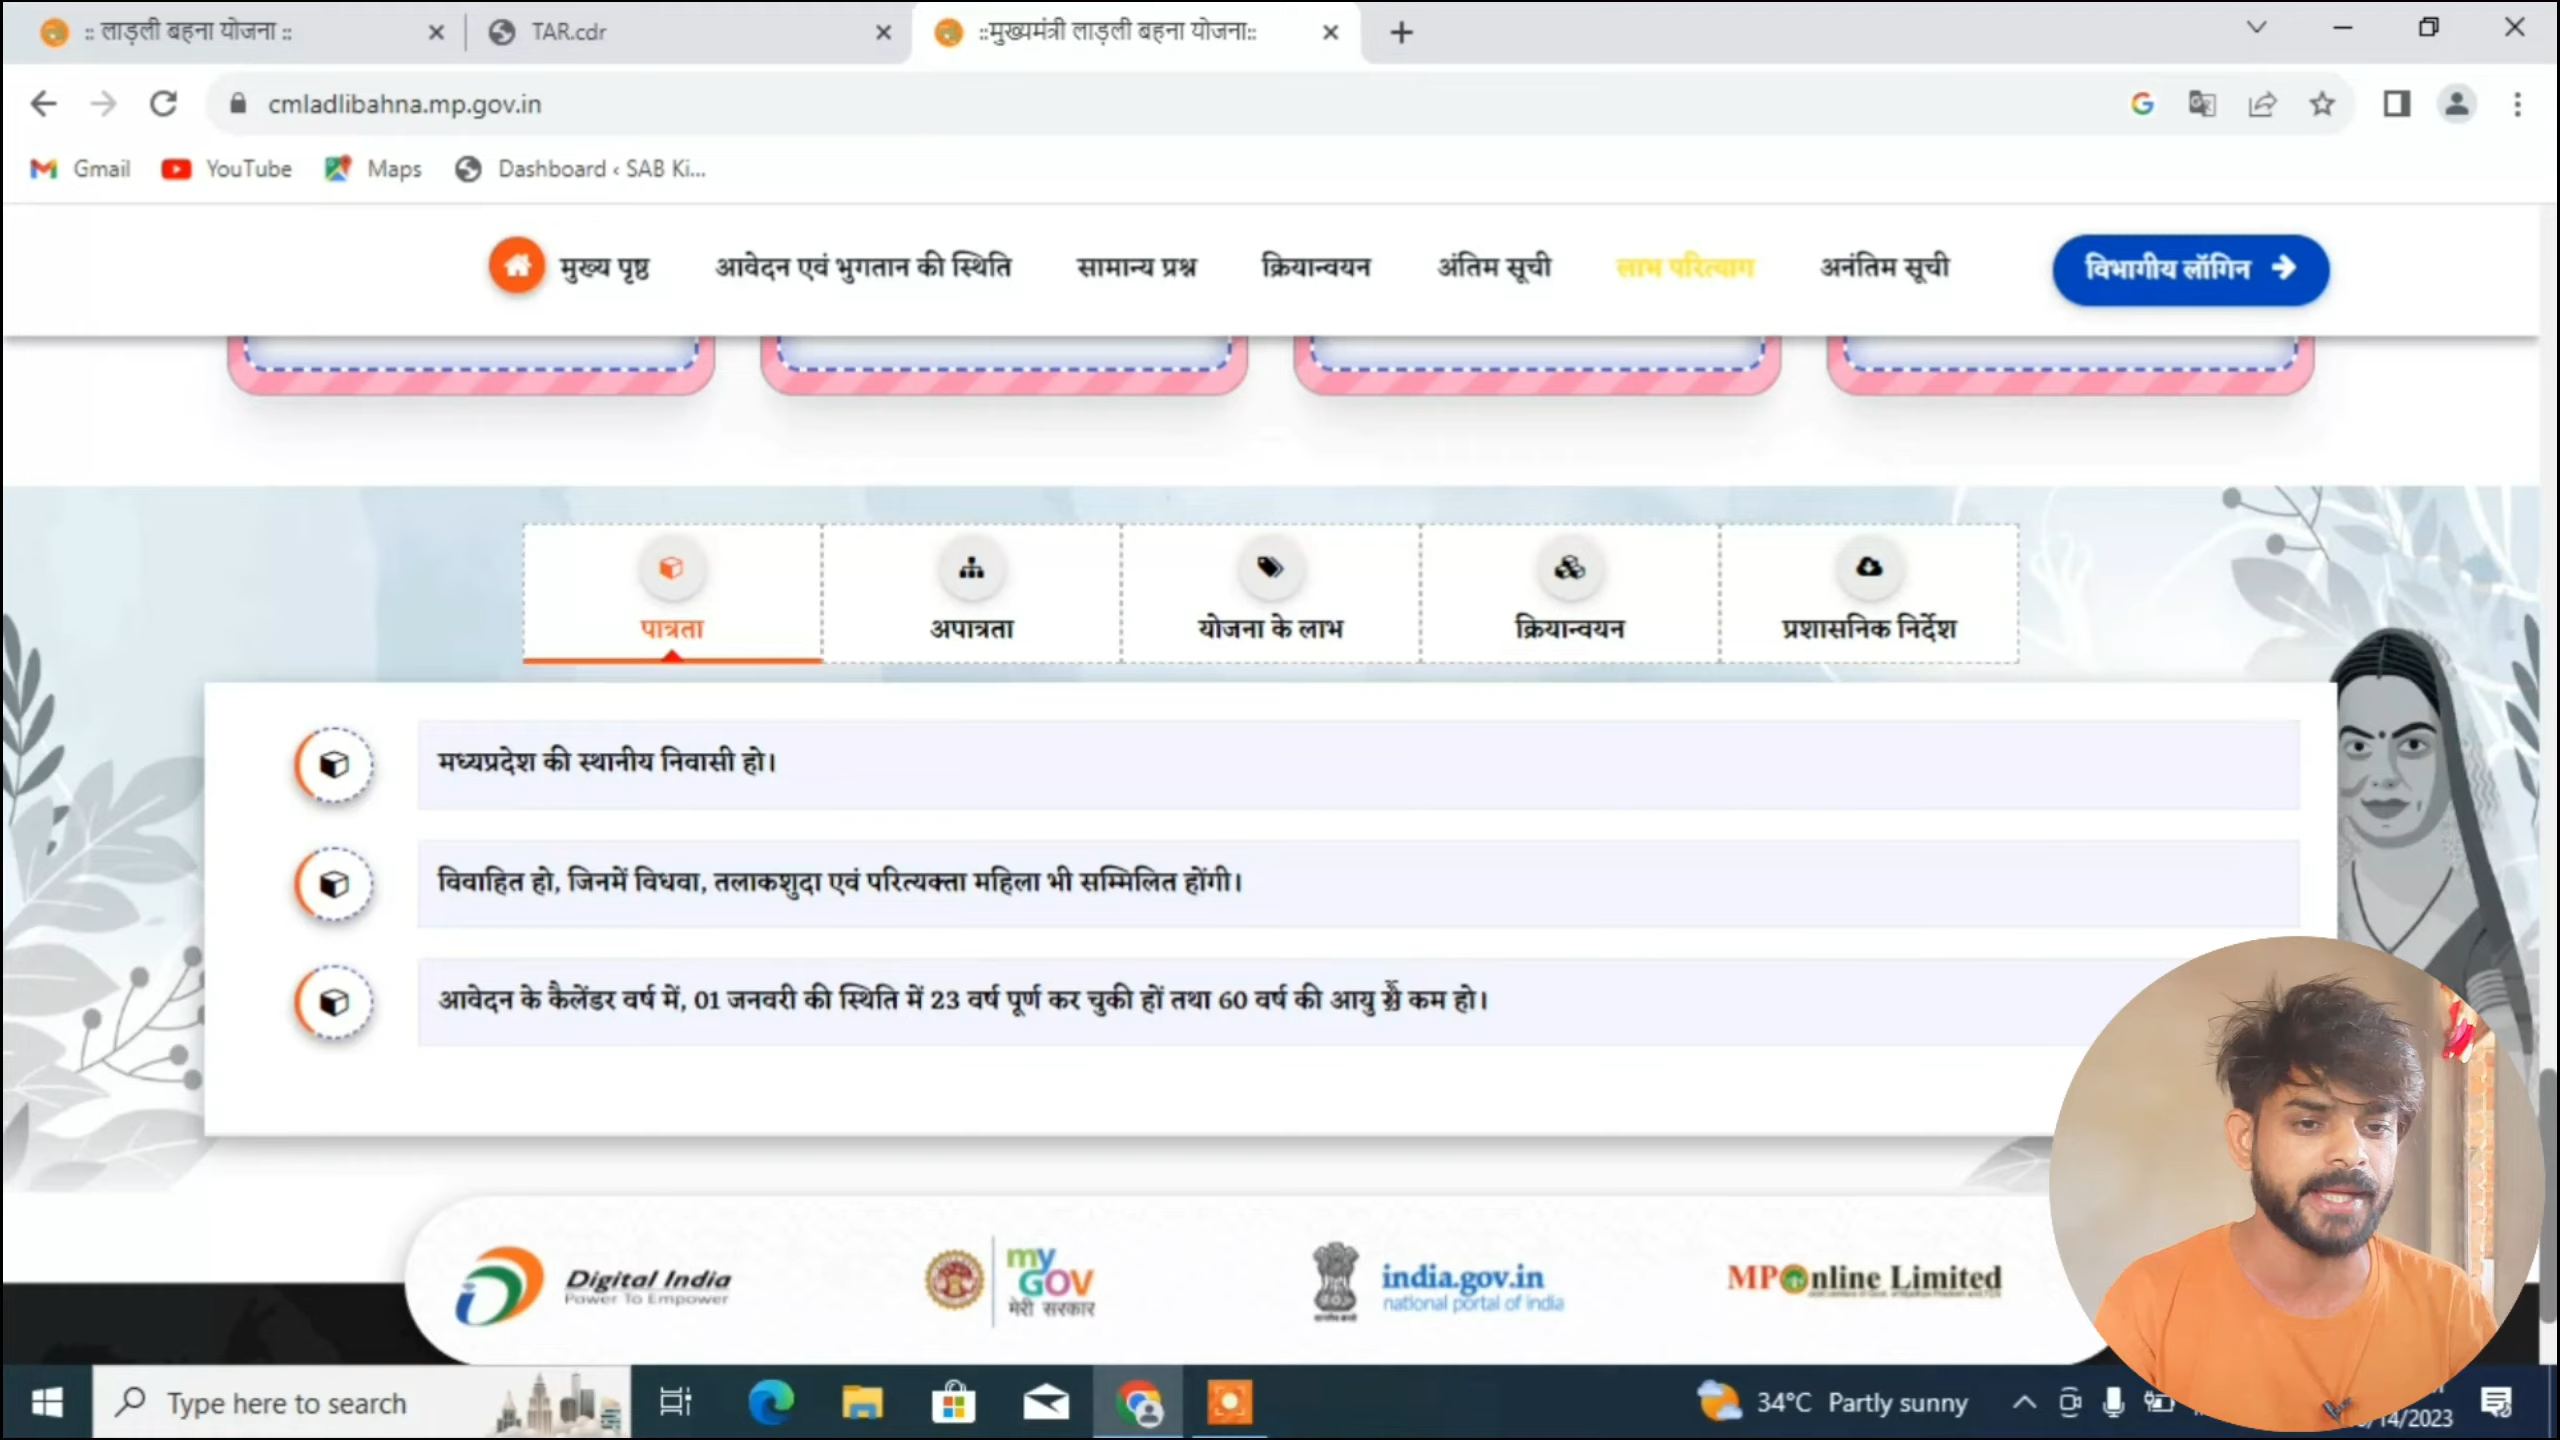 :: लाड़ली बहना योजना ::
TAR.cdr
::मुख्यमंत्री लाड़ली बहना योजना::
cmladlibahna.mp.gov.in
Gmail
YouTube
Maps
Dashboard ‹ SAB Ki...
मुख्य पृष्ठ
आवेदन एवं भुगतान की स्थिति
सामान्य प्रश्न
क्रियान्वयन
अंतिम सूची
लाभ परित्याग
अनंतिम सूची
विभागीय लॉगिन
पात्रता
अपात्रता
योजना के लाभ
क्रियान्वयन
प्रशासनिक निर्देश
मध्यप्रदेश की स्थानीय निवासी हो।
विवाहित हो, जिनमें विधवा, तलाकशुदा एवं परित्यक्ता महिला भी सम्मिलित होंगी।
आवेदन के कैलेंडर वर्ष में, 01 जनवरी की स्थिति में 23 वर्ष पूर्ण कर चुकी हों तथा 60 वर्ष की आयु से कम हो।
Digital India
Power To Empower
my
GOV
मेरी सरकार
india.gov.in
national portal of india
MPOnline Limited
Type here to search
34°C Partly sunny
/14/2023